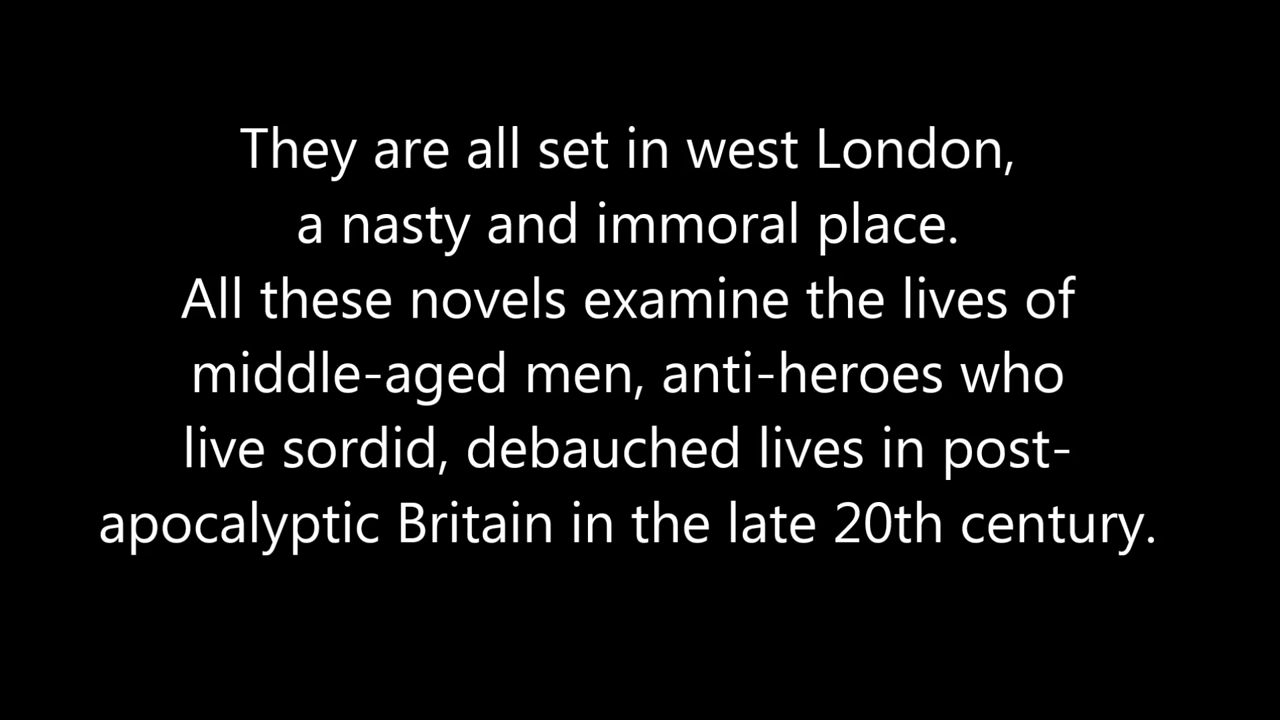 They are all set in west London,
a nasty and immoral place.
All these novels examine the lives of
middle-aged men, anti-heroes who
live sordid, debauched lives in post-
apocalyptic Britain in the late 20th century.